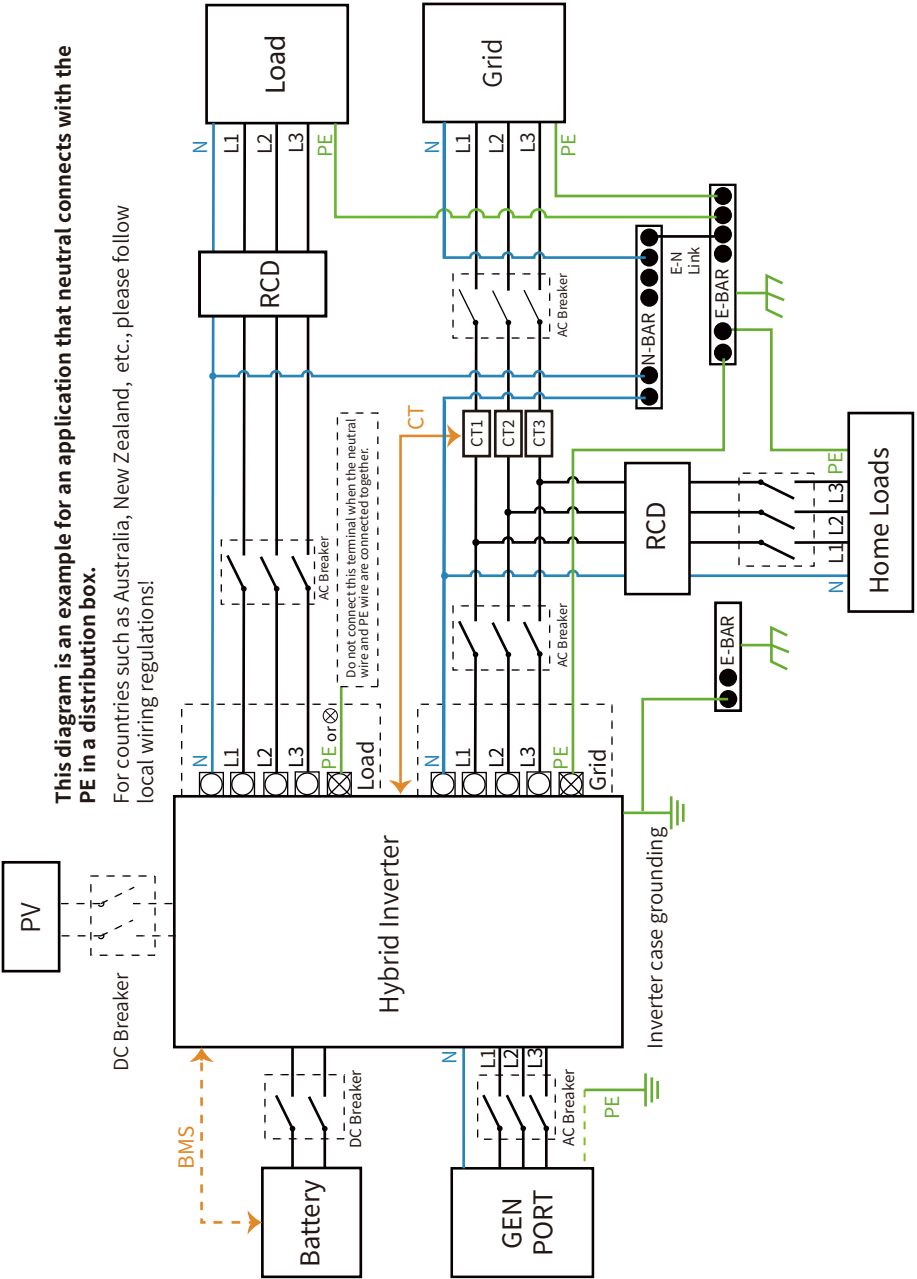 This diagram is an example for an application that neutral connects with the
PE in a distribution box.
For countries such as Australia, New Zealand, etc., please follow
local wiring regulations!
PV
DC Breaker
BMS
Battery
DC Breaker
Hybrid Inverter
N
L1
L2
L3
PE or
Load
AC Breaker
Do not connect this terminal when the neutral
wire and PE wire are connected together.
RCD
N
L1
L2
L3
PE
Load
CT
GEN
PORT
N
L1
L2
L3
AC Breaker
PE
Inverter case grounding
N
L1
L2
L3
PE
Grid
AC Breaker
CT1
CT2
CT3
AC Breaker
N
L1
L2
L3
PE
Grid
N-BAR
E-N
Link
E-BAR
E-BAR
RCD
N
L1
L2
L3
PE
Home Loads